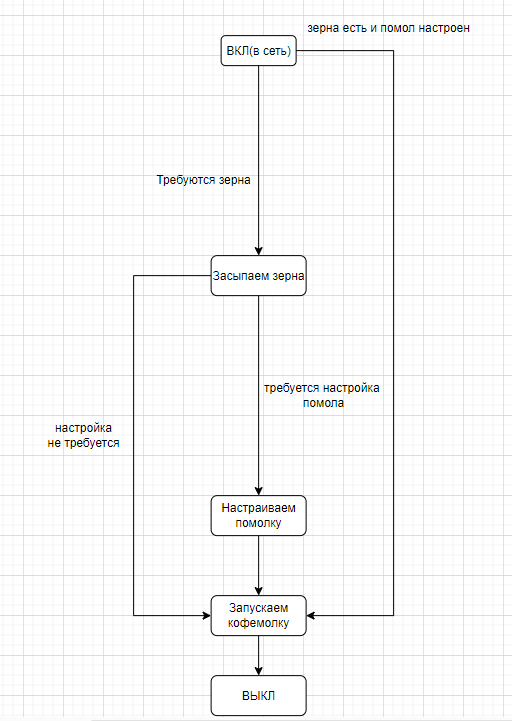 зерна есть и помол настроен
ВКЛ(в сеть)
Требуются зерна
Засыпаем зерна
требуется настройка
помола
настройка
не требуется
Настраиваем
помолку
Запускаем
кофемолку
ВЫКЛ